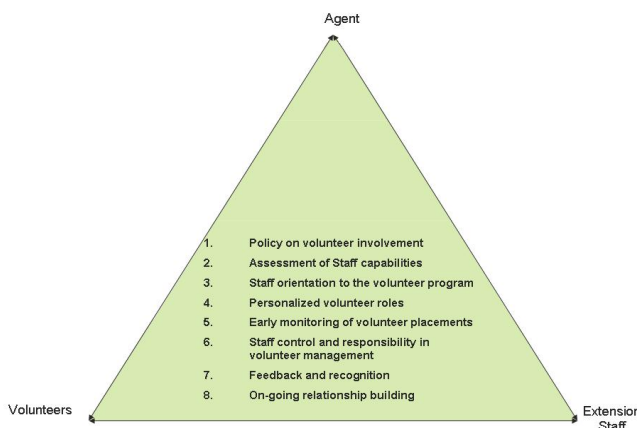 Agent
1. Policy on volunteer involvement
2. Assessment of Staff capabilities
3. Staff orientation to the volunteer program
4. Personalized volunteer roles
5. Early monitoring of volunteer placements
6. Staff control and responsibility in
volunteer management
7. Feedback and recognition
8. On-going relationship building
Volunteers
Extension
Staff